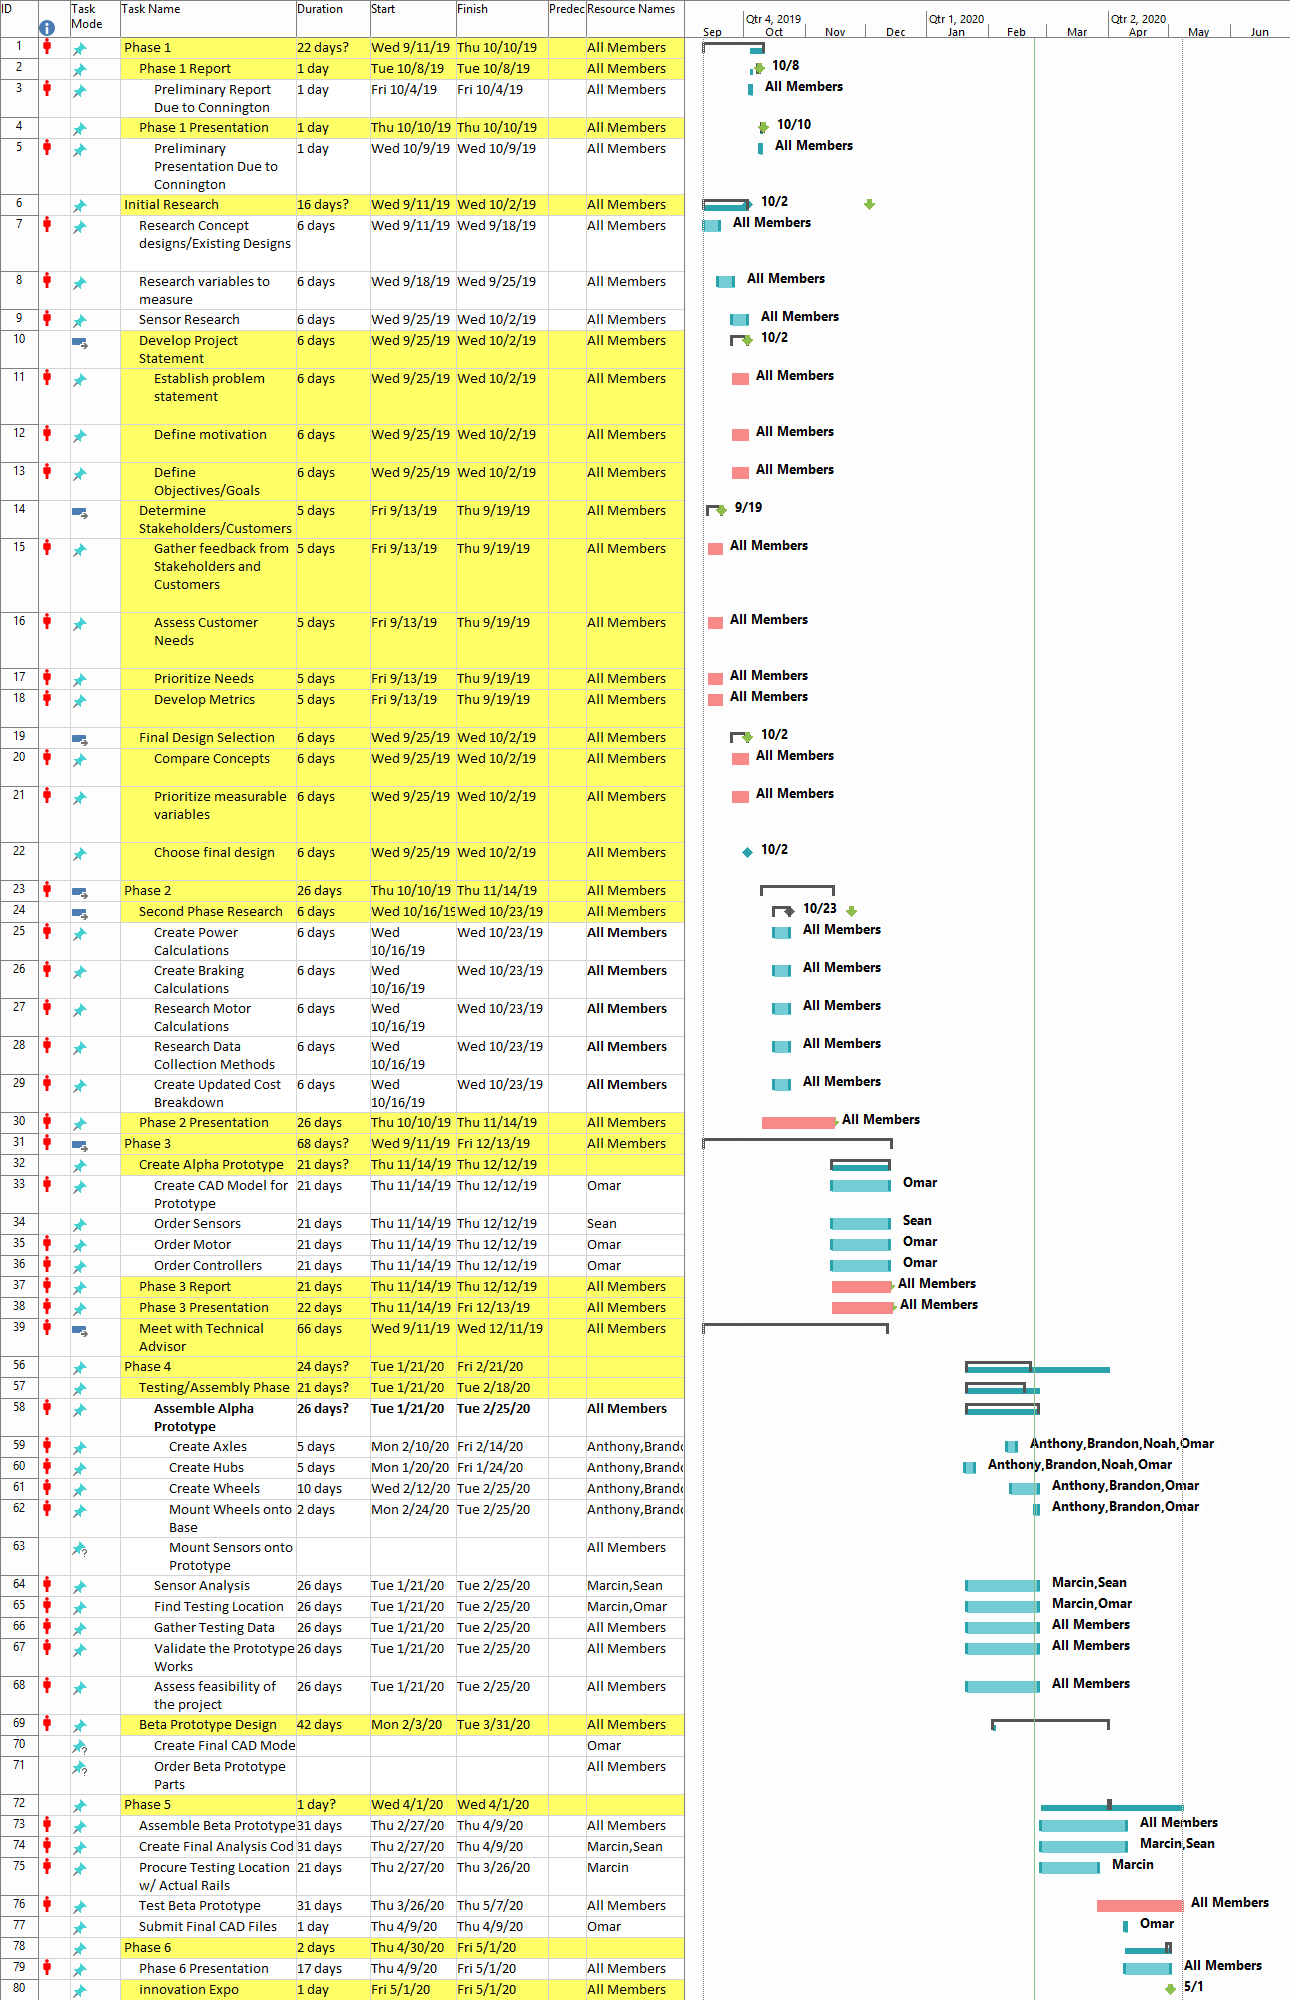 ID Task Mode Task Name Duration Start Finish Predec Resource Names
Qtr 4, 2019 Qtr 1, 2020 Qtr 2, 2020
Sep Oct Nov Dec Jan Feb Mar Apr May Jun
1 Phase 1 22 days? Wed 9/11/19 Thu 10/10/19 All Members
2 Phase 1 Report 1 day Tue 10/8/19 Tue 10/8/19 All Members 10/8
3 Preliminary Report Due to Connington 1 day Fri 10/4/19 Fri 10/4/19 All Members All Members
4 Phase 1 Presentation 1 day Thu 10/10/19 Thu 10/10/19 All Members 10/10
5 Preliminary Presentation Due to Connington 1 day Wed 10/9/19 Wed 10/9/19 All Members All Members
6 Initial Research 16 days? Wed 9/11/19 Wed 10/2/19 All Members 10/2
7 Research Concept designs/Existing Designs 6 days Wed 9/11/19 Wed 9/18/19 All Members All Members
8 Research variables to measure 6 days Wed 9/18/19 Wed 9/25/19 All Members All Members
9 Sensor Research 6 days Wed 9/25/19 Wed 10/2/19 All Members All Members
10 Develop Project Statement 6 days Wed 9/25/19 Wed 10/2/19 All Members 10/2
11 Establish problem statement 6 days Wed 9/25/19 Wed 10/2/19 All Members All Members
12 Define motivation 6 days Wed 9/25/19 Wed 10/2/19 All Members All Members
13 Define Objectives/Goals 6 days Wed 9/25/19 Wed 10/2/19 All Members All Members
14 Determine Stakeholders/Customers 5 days Fri 9/13/19 Thu 9/19/19 All Members 9/19
15 Gather feedback from Stakeholders and Customers 5 days Fri 9/13/19 Thu 9/19/19 All Members All Members
16 Assess Customer Needs 5 days Fri 9/13/19 Thu 9/19/19 All Members All Members
17 Prioritize Needs 5 days Fri 9/13/19 Thu 9/19/19 All Members All Members
18 Develop Metrics 5 days Fri 9/13/19 Thu 9/19/19 All Members All Members
19 Final Design Selection 6 days Wed 9/25/19 Wed 10/2/19 All Members 10/2
20 Compare Concepts 6 days Wed 9/25/19 Wed 10/2/19 All Members All Members
21 Prioritize measurable variables 6 days Wed 9/25/19 Wed 10/2/19 All Members All Members
22 Choose final design 6 days Wed 9/25/19 Wed 10/2/19 All Members 10/2
23 Phase 2 26 days Thu 10/10/19 Thu 11/14/19 All Members
24 Second Phase Research 6 days Wed 10/16/19 Wed 10/23/19 All Members 10/23
25 Create Power Calculations 6 days Wed 10/16/19 Wed 10/23/19 All Members All Members
26 Create Braking Calculations 6 days Wed 10/16/19 Wed 10/23/19 All Members All Members
27 Research Motor Calculations 6 days Wed 10/16/19 Wed 10/23/19 All Members All Members
28 Research Data Collection Methods 6 days Wed 10/16/19 Wed 10/23/19 All Members All Members
29 Create Updated Cost Breakdown 6 days Wed 10/16/19 Wed 10/23/19 All Members All Members
30 Phase 2 Presentation 26 days Thu 10/10/19 Thu 11/14/19 All Members All Members
31 Phase 3 68 days? Wed 9/11/19 Fri 12/13/19 All Members
32 Create Alpha Prototype 21 days? Thu 11/14/19 Thu 12/12/19
33 Create CAD Model for Prototype 21 days Thu 11/14/19 Thu 12/12/19 Omar Omar
34 Order Sensors 21 days Thu 11/14/19 Thu 12/12/19 Sean Sean
35 Order Motor 21 days Thu 11/14/19 Thu 12/12/19 Omar Omar
36 Order Controllers 21 days Thu 11/14/19 Thu 12/12/19 Omar Omar
37 Phase 3 Report 21 days Thu 11/14/19 Thu 12/12/19 All Members All Members
38 Phase 3 Presentation 22 days Thu 11/14/19 Fri 12/13/19 All Members All Members
39 Meet with Technical Advisor 66 days Wed 9/11/19 Wed 12/11/19 All Members
56 Phase 4 24 days? Tue 1/21/20 Fri 2/21/20
57 Testing/Assembly Phase 21 days? Tue 1/21/20 Tue 2/18/20
58 Assemble Alpha Prototype 26 days? Tue 1/21/20 Tue 2/25/20 All Members
59 Create Axles 5 days Mon 2/10/20 Fri 2/14/20 Anthony,Brandc Anthony,Brandon,Noah,Omar
60 Create Hubs 5 days Mon 1/20/20 Fri 1/24/20 Anthony,Brandc Anthony,Brandon,Noah,Omar
61 Create Wheels 10 days Wed 2/12/20 Tue 2/25/20 Anthony,Brandc Anthony,Brandon,Omar
62 Mount Wheels onto Base 2 days Mon 2/24/20 Tue 2/25/20 Anthony,Brandc Anthony,Brandon,Omar
63 Mount Sensors onto Prototype All Members
64 Sensor Analysis 26 days Tue 1/21/20 Tue 2/25/20 Marcin,Sean Marcin,Sean
65 Find Testing Location 26 days Tue 1/21/20 Tue 2/25/20 Marcin,Omar Marcin,Omar
66 Gather Testing Data 26 days Tue 1/21/20 Tue 2/25/20 All Members All Members
67 Validate the Prototype Works 26 days Tue 1/21/20 Tue 2/25/20 All Members All Members
68 Assess feasibility of the project 26 days Tue 1/21/20 Tue 2/25/20 All Members All Members
69 Beta Prototype Design 42 days Mon 2/3/20 Tue 3/31/20 All Members
70 Create Final CAD Mode Omar
71 Order Beta Prototype Parts All Members
72 Phase 5 1 day? Wed 4/1/20 Wed 4/1/20
73 Assemble Beta Prototype 31 days Thu 2/27/20 Thu 4/9/20 All Members All Members
74 Create Final Analysis Cod 31 days Thu 2/27/20 Thu 4/9/20 Marcin,Sean Marcin,Sean
75 Procure Testing Location w/ Actual Rails 21 days Thu 2/27/20 Thu 3/26/20 Marcin Marcin
76 Test Beta Prototype 31 days Thu 3/26/20 Thu 5/7/20 All Members All Members
77 Submit Final CAD Files 1 day Thu 4/9/20 Thu 4/9/20 Omar Omar
78 Phase 6 2 days Thu 4/30/20 Fri 5/1/20
79 Phase 6 Presentation 17 days Thu 4/9/20 Fri 5/1/20 All Members All Members
80 innovation Expo 1 day Fri 5/1/20 Fri 5/1/20 All Members 5/1